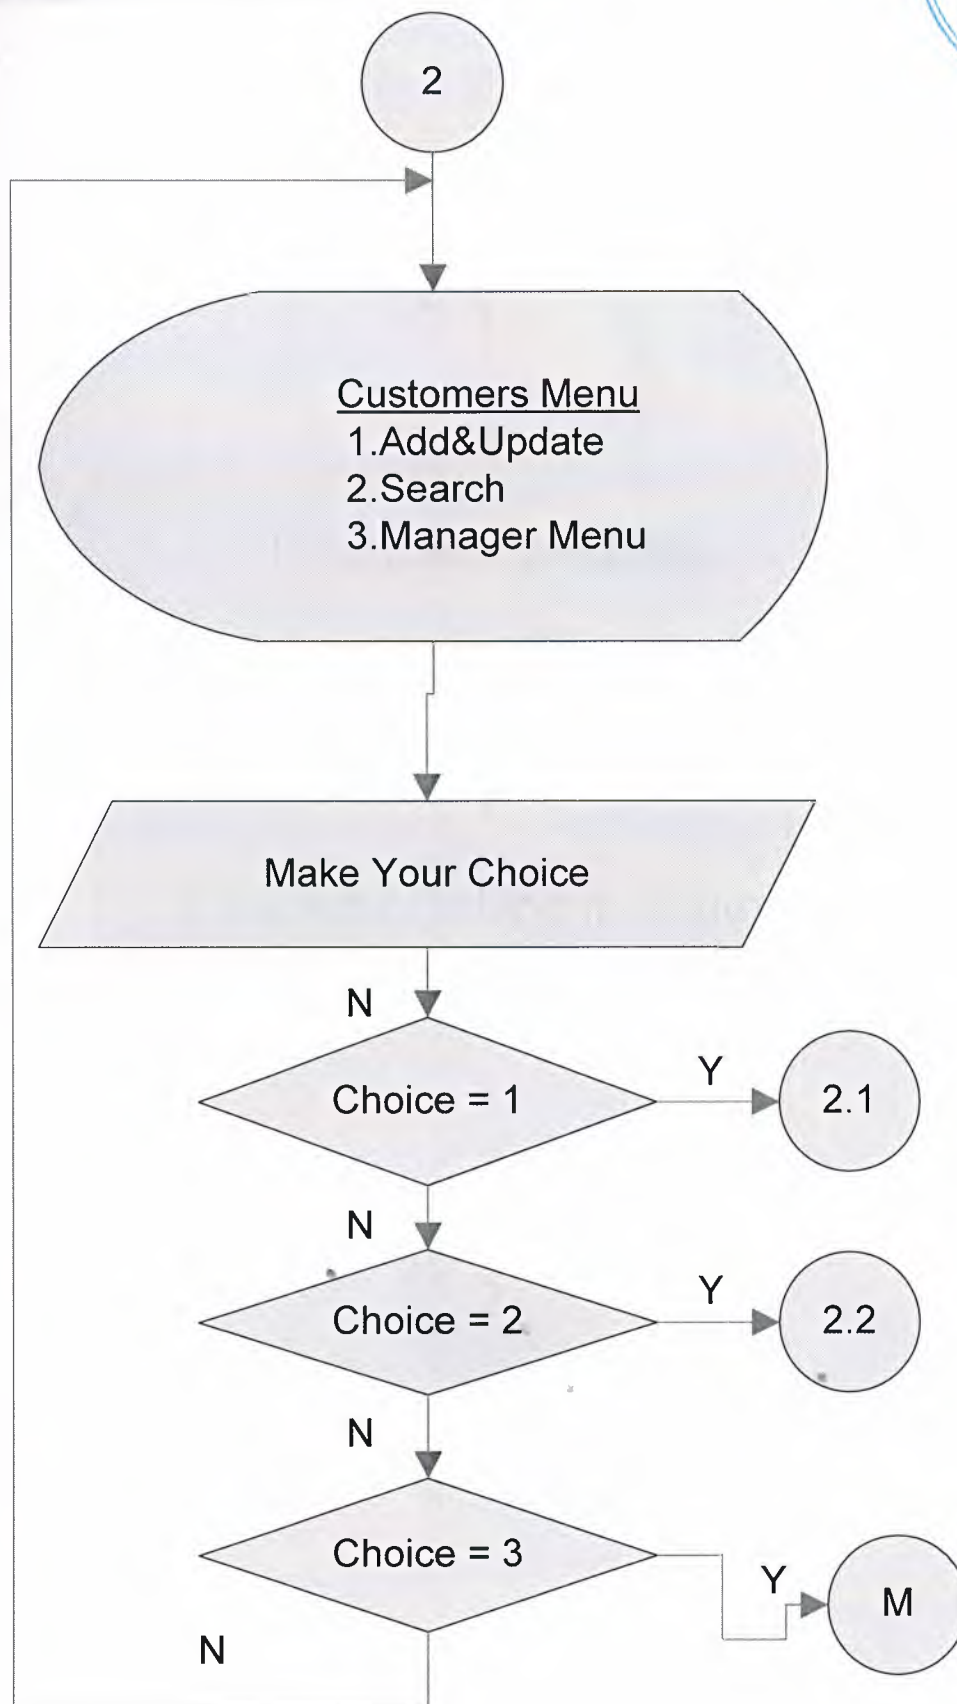 2
Customers Menu
1.Add&Update
2.Search
3.Manager Menu
Make Your Choice
N
Choice = 1
Y
2.1
N
Choice = 2
Y
2.2
N
Choice = 3
Y
M
N